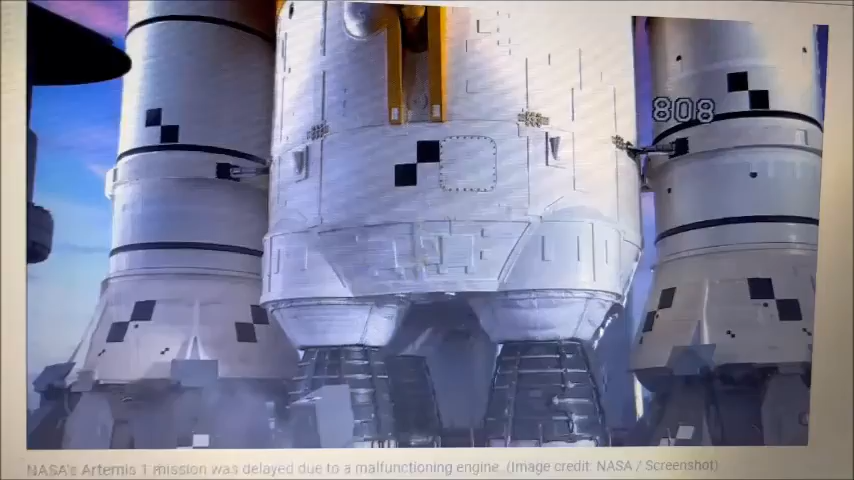 808
NASA's Artemis 1 mission was delayed due to a malfunctioning engine. (Image credit: NASA / Screenshot)